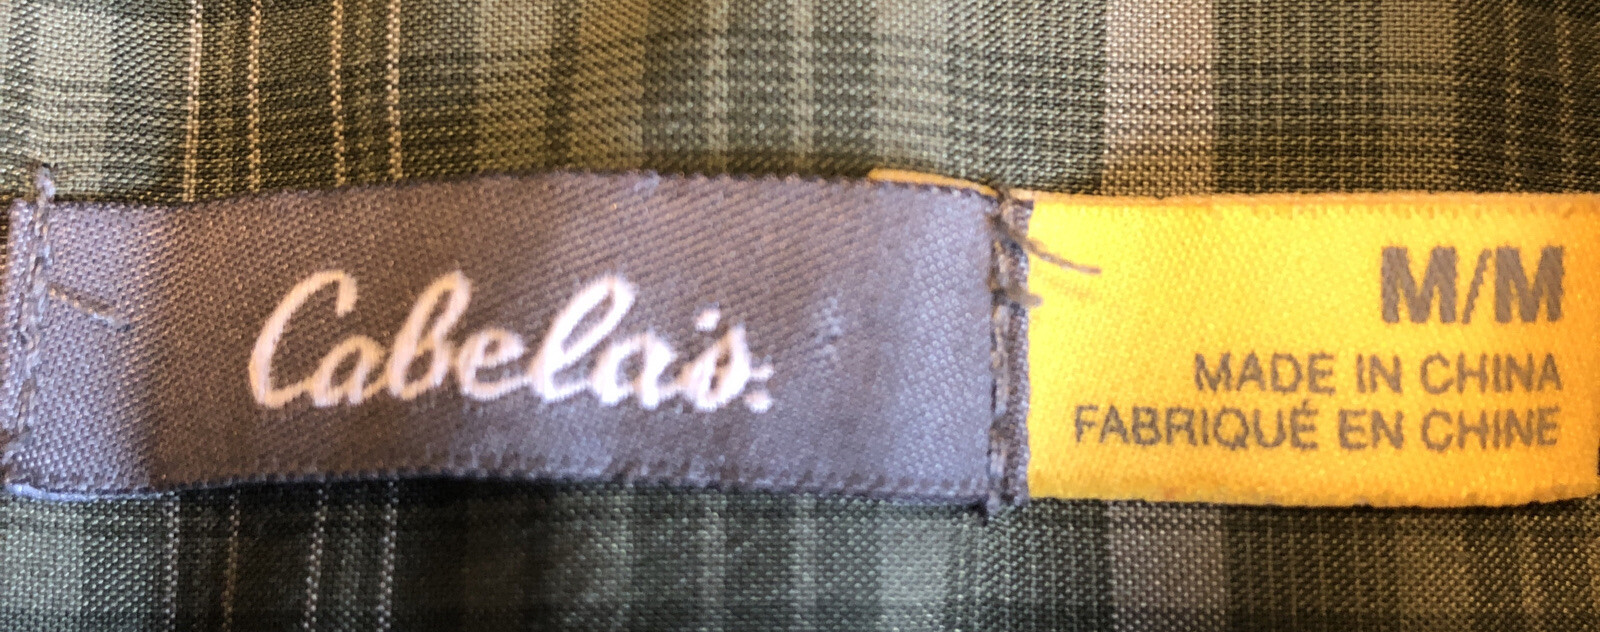 Cabela's.
M/M
MADE IN CHINA
FABRIQUÉ EN CHINE